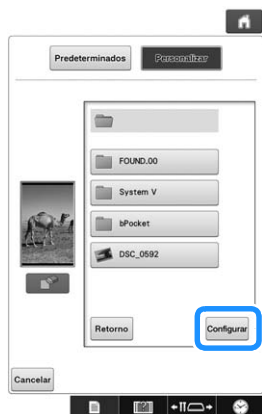 Predeterminados Personalizar
FOUND.00
System V
bPocket
DSC_0592
Retorno Configurar
Cancelar